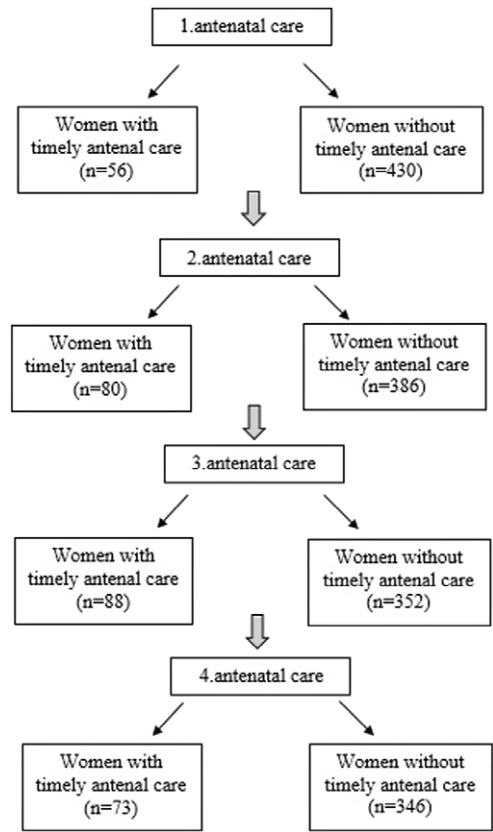 1.antenatal care
Women with
timely antenal care
(n=56)
Women without
timely antenal care
(n=430)
2.antenatal care
Women with
timely antenal care
(n=80)
Women without
timely antenal care
(n=386)
3.antenatal care
Women with
timely antenal care
(n=88)
Women without
timely antenal care
(n=352)
4.antenatal care
Women with
timely antenal care
(n=73)
Women without
timely antenal care
(n=346)